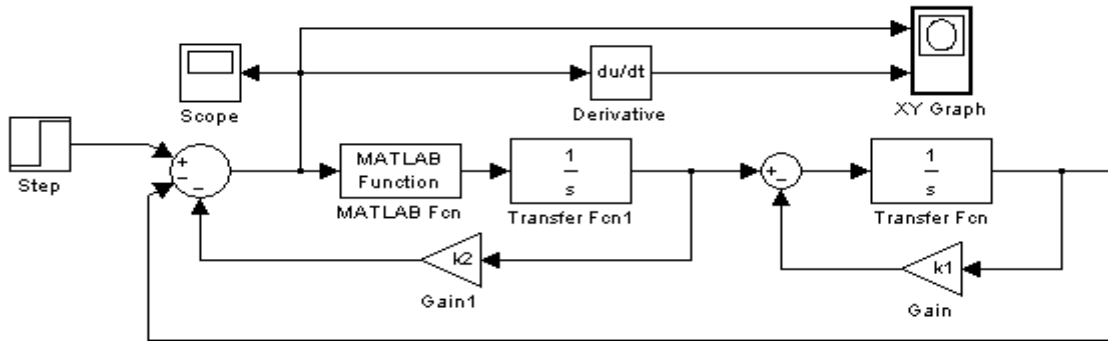 du/dt
Scope
Derivative
XY Graph
Step
+
−
−
MATLAB
Function
MATLAB Fcn
1
s
Transfer Fcn1
+
−
1
s
Transfer Fcn
k2
Gain1
k1
Gain